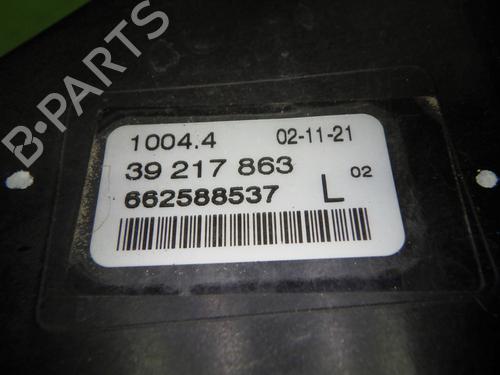 B-PARTS
1004.4 02-11-21
39 217 863
662588537 L 02